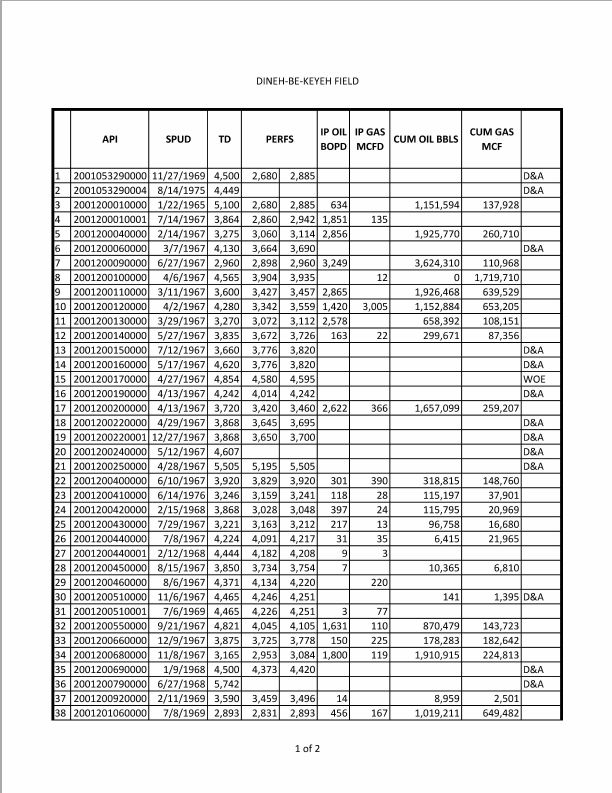 DINEH-BE-KEYEH FIELD
API SPUD TD PERFS IP OIL BOPD IP GAS MCFD CUM OIL BBLS CUM GAS MCF
1 2001053290000 11/27/1969 4,500 2,680 2,885 D&A
2 2001053290004 8/14/1975 4,449 D&A
3 2001200010000 1/22/1965 5,100 2,680 2,885 634 1,151,594 137,928
4 2001200010001 7/14/1967 3,864 2,860 2,942 1,851 135
5 2001200040000 2/14/1967 3,275 3,060 3,114 2,856 1,925,770 260,710
6 2001200060000 3/7/1967 4,130 3,664 3,690 D&A
7 2001200090000 6/27/1967 2,960 2,898 2,960 3,249 3,624,310 110,968
8 2001200100000 4/6/1967 4,565 3,904 3,935 12 0 1,719,710
9 2001200110000 3/11/1967 3,600 3,427 3,457 2,865 1,926,468 639,529
10 2001200120000 4/2/1967 4,280 3,342 3,559 1,420 3,005 1,152,884 653,205
11 2001200130000 3/29/1967 3,270 3,072 3,112 2,578 658,392 108,151
12 2001200140000 5/27/1967 3,835 3,672 3,726 163 22 299,671 87,356
13 2001200150000 7/12/1967 3,660 3,776 3,820 D&A
14 2001200160000 5/17/1967 4,620 3,776 3,820 D&A
15 2001200170000 4/27/1967 4,854 4,580 4,595 WOE
16 2001200190000 4/13/1967 4,242 4,014 4,242 D&A
17 2001200200000 4/13/1967 3,720 3,420 3,460 2,622 366 1,657,099 259,207
18 2001200220000 4/29/1967 3,868 3,645 3,695 D&A
19 2001200220001 12/27/1967 3,868 3,650 3,700 D&A
20 2001200240000 5/12/1967 4,607 D&A
21 2001200250000 4/28/1967 5,505 5,195 5,505 D&A
22 2001200400000 6/10/1967 3,920 3,829 3,920 301 390 318,815 148,760
23 2001200410000 6/14/1976 3,246 3,159 3,241 118 28 115,197 37,901
24 2001200420000 2/15/1968 3,868 3,028 3,048 397 24 115,795 20,969
25 2001200430000 7/29/1967 3,221 3,163 3,212 217 13 96,758 16,680
26 2001200440000 7/8/1967 4,224 4,091 4,217 31 35 6,415 21,965
27 2001200440001 2/12/1968 4,444 4,182 4,208 9 3
28 2001200450000 8/15/1967 3,850 3,734 3,754 7 10,365 6,810
29 2001200460000 8/6/1967 4,371 4,134 4,220 220
30 2001200510000 11/6/1967 4,465 4,246 4,251 141 1,395 D&A
31 2001200510001 7/6/1969 4,465 4,226 4,251 3 77
32 2001200550000 9/21/1967 4,821 4,045 4,105 1,631 110 870,479 143,723
33 2001200660000 12/9/1967 3,875 3,725 3,778 150 225 178,283 182,642
34 2001200680000 11/8/1967 3,165 2,953 3,084 1,800 119 1,910,915 224,813
35 2001200690000 1/9/1968 4,500 4,373 4,420 D&A
36 2001200790000 6/27/1968 5,742 D&A
37 2001200920000 2/11/1969 3,590 3,459 3,496 14 8,959 2,501
38 2001201060000 7/8/1969 2,893 2,831 2,893 456 167 1,019,211 649,482
1 of 2